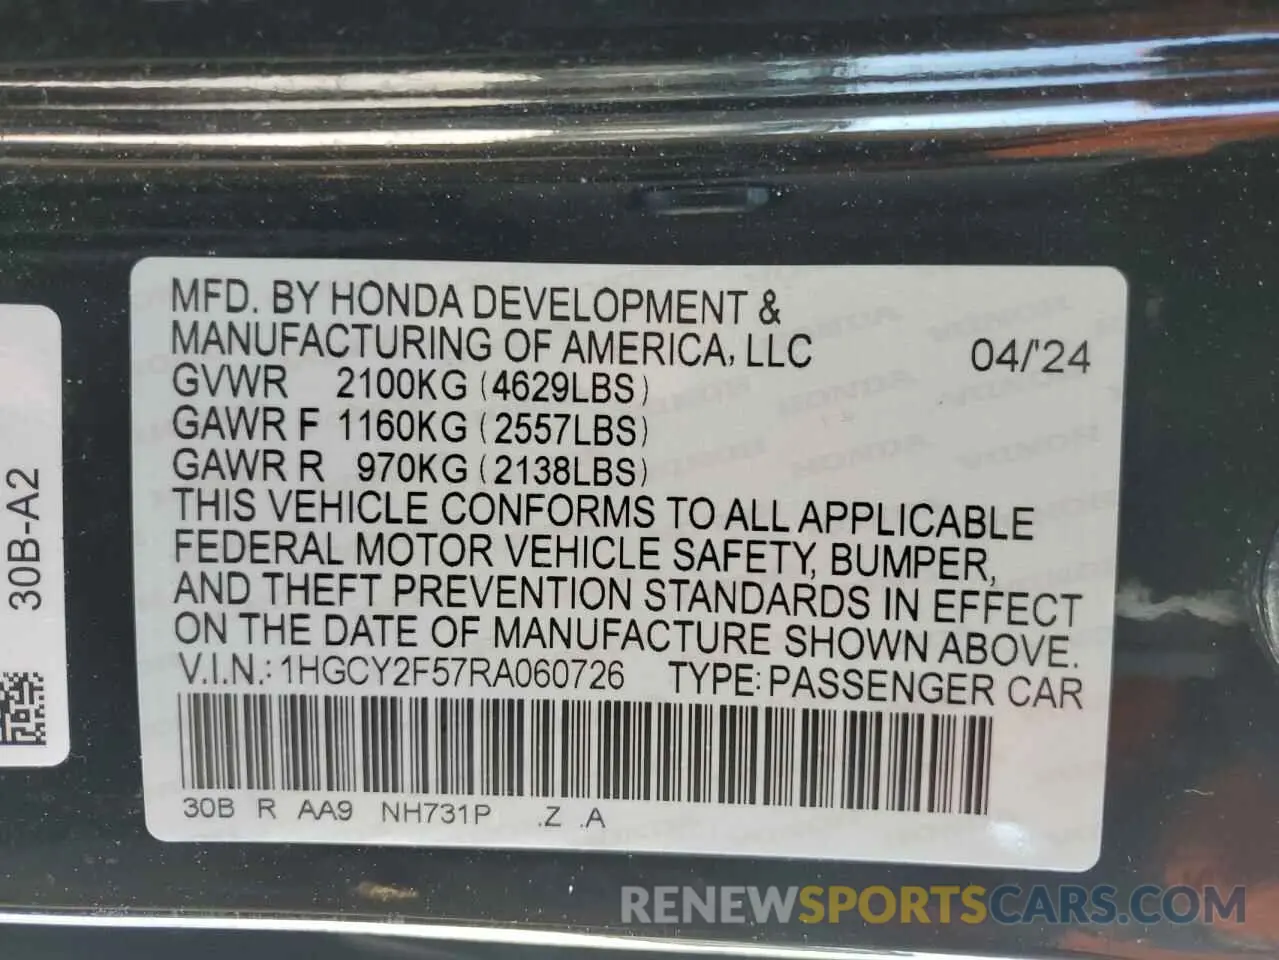 MFD. BY HONDA DEVELOPMENT &
MANUFACTURING OF AMERICA, LLC 04/'24
GVWR 2100KG (4629LBS)
GAWR F 1160KG (2557LBS)
GAWR R 970KG (2138LBS)
THIS VEHICLE CONFORMS TO ALL APPLICABLE
FEDERAL MOTOR VEHICLE SAFETY, BUMPER,
AND THEFT PREVENTION STANDARDS IN EFFECT
ON THE DATE OF MANUFACTURE SHOWN ABOVE.
V.I.N.: 1HGCY2F57RA060726 TYPE: PASSENGER CAR
30B R AA9 NH731P .Z .A
30B-A2
RENEWSPORTSCARS.COM